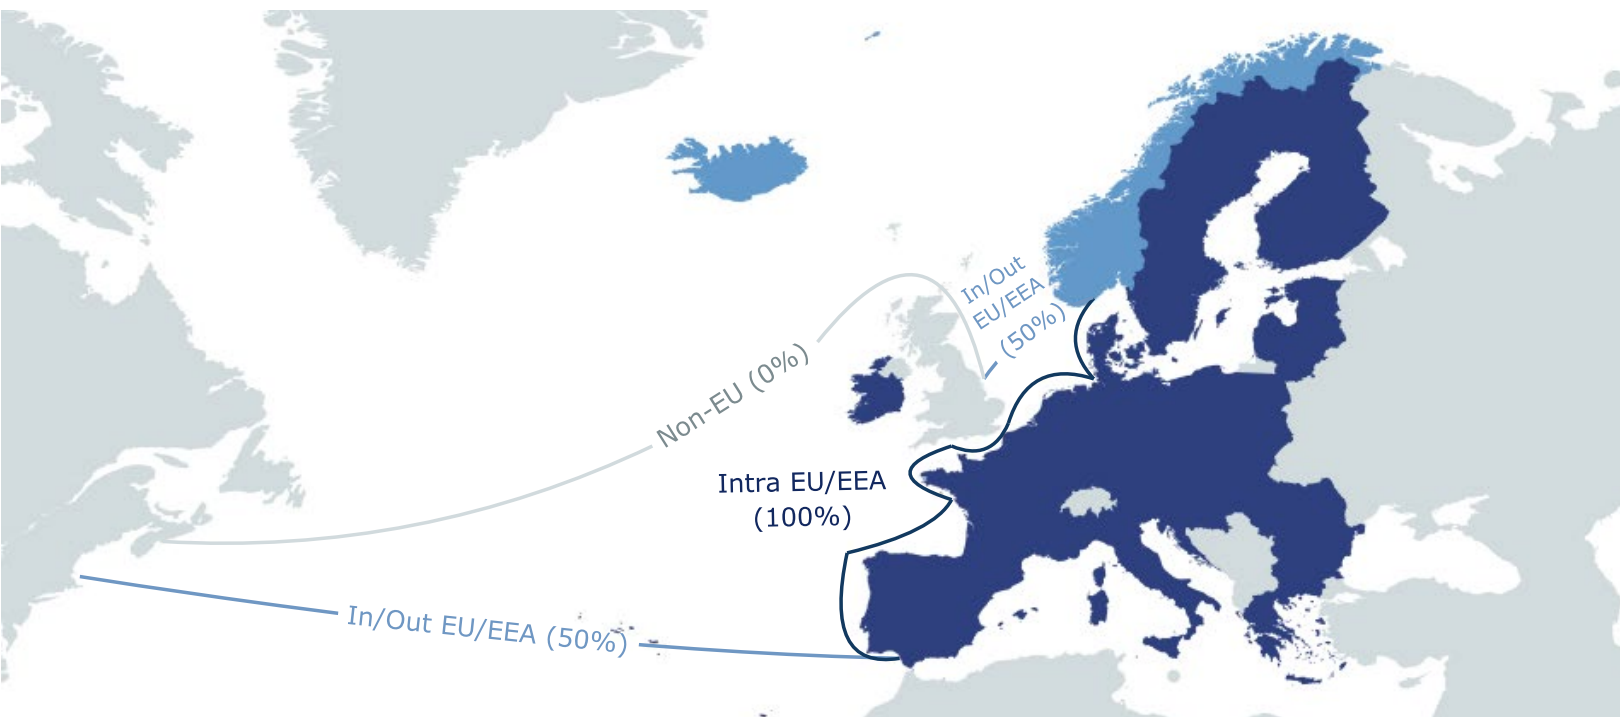 In/Out
EU/EEA
(50%)
Non-EU (0%)
Intra EU/EEA
(100%)
In/Out EU/EEA (50%)